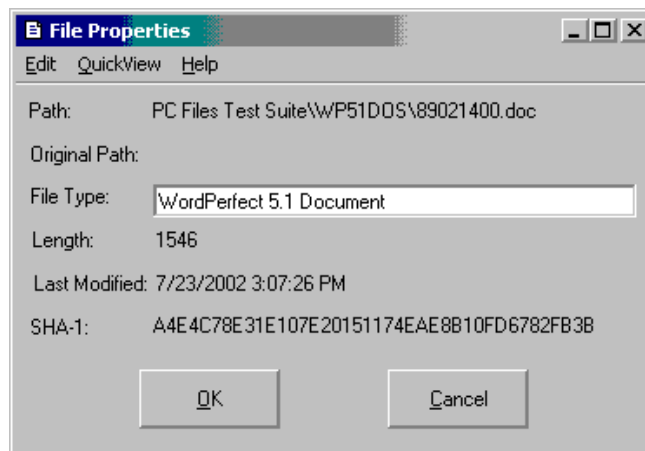 File Properties
Edit QuickView Help
Path: PC Files Test Suite\WP51DOS\89021400.doc
Original Path:
File Type: WordPerfect 5.1 Document
Length: 1546
Last Modified: 7/23/2002 3:07:26 PM
SHA-1: A4E4C78E31E107E20151174EAE8B10FD6782FB3B
OK Cancel